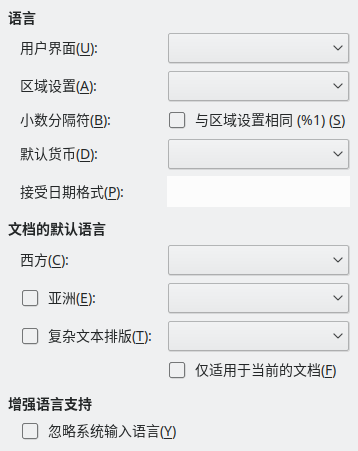 语言
用户界面(U):
区域设置(A):
小数分隔符(B): 与区域设置相同 (%1) (S)
默认货币(D):
接受日期格式(P):
文档的默认语言
西方(C):
亚洲(E):
复杂文本排版(T):
仅适用于当前的文档(F)
增强语言支持
忽略系统输入语言(Y)